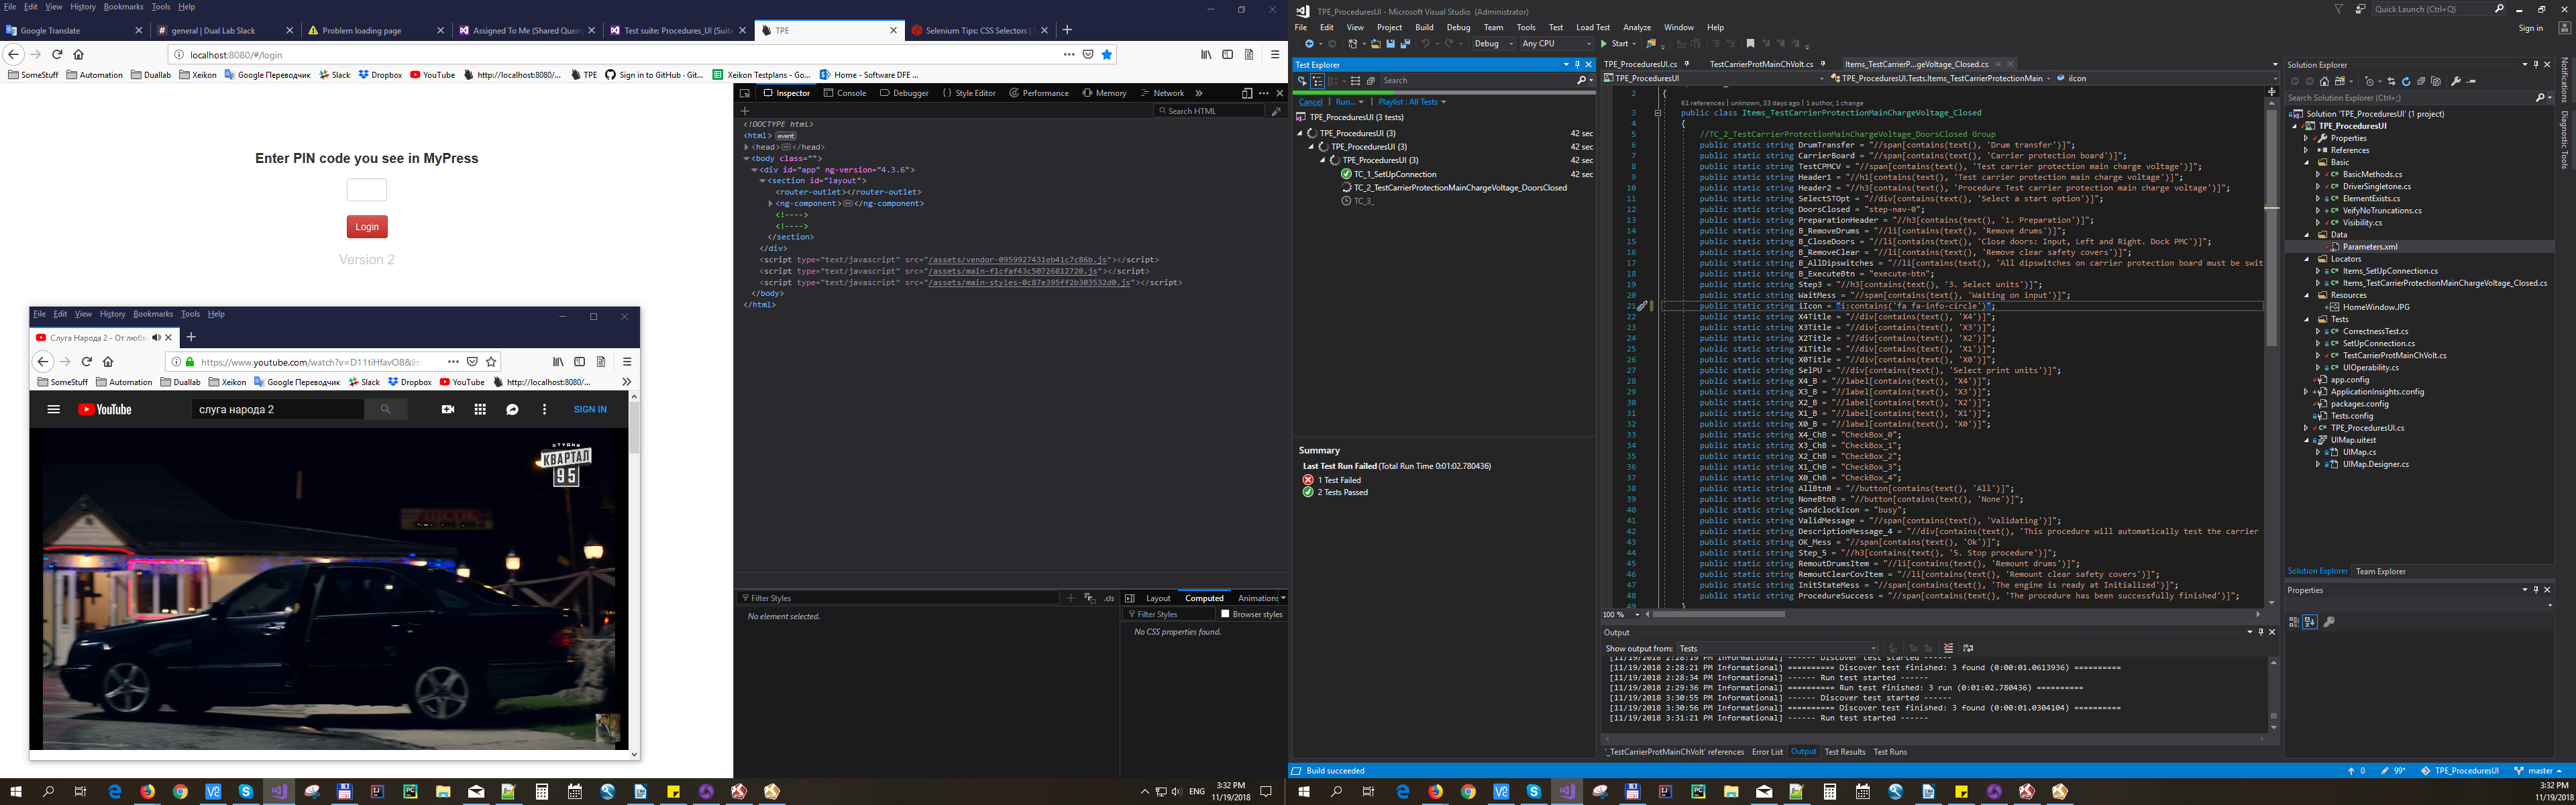 File Edit View History Bookmarks Tools Help
Google Translate
general | Dual Lab Slack
Problem loading page
Assigned To Me (Shared Query
Test suite: Procedures_UI (Suite
TPE
Selenium Tips: CSS Selectors | S
localhost:8080/#/login
SomeStuff Automation Duallab Xeikon Google Переводчик Slack Dropbox YouTube http://localhost:8080/... TPE Sign in to GitHub · Git... Xeikon Testplans - Go... Home - Software DFE ...
Enter PIN code you see in MyPress
Login
Version 2
File Edit View History Bookmarks Tools Help
Слуга Народа 2 - От любви
https://www.youtube.com/watch?v=D11tiHfavO8&list
SomeStuff Automation Duallab Xeikon Google Переводчик Slack Dropbox YouTube http://localhost:8080/...
YouTube
слуга народа 2
SIGN IN
СТУДИЯ
КВАРТАЛ
95
Inspector Console Debugger Style Editor Performance Memory Network
Search HTML
<!DOCTYPE html>
<html> event
<head></head>
<body class="">
<div id="app" ng-version="4.3.6">
<section id="layout">
<router-outlet></router-outlet>
<ng-component></ng-component>
<!---->
<!---->
</section>
</div>
<script type="text/javascript" src="/assets/vendor-0959927431eb41c7c86b.js"></script>
<script type="text/javascript" src="/assets/main-f1cfaf43c50726812720.js"></script>
<script type="text/javascript" src="/assets/main-styles-0c87e395ff2b303532d0.js"></script>
</body>
</html>
Filter Styles
.cls
Layout Computed Animations
No element selected.
Filter Styles
Browser styles
No CSS properties found.
ENG
3:32 PM
11/19/2018
TPE_ProceduresUI - Microsoft Visual Studio (Administrator)
Quick Launch (Ctrl+Q)
File Edit View Project Build Debug Team Tools Test Load Test Analyze Window Help
Sign in
Debug Any CPU Start
Test Explorer
Search
Cancel | Run... | Playlist : All Tests
TPE_ProceduresUI (3 tests)
TPE_ProceduresUI (3) 42 sec
TPE_ProceduresUI (3) 42 sec
TPE_ProceduresUI (3) 42 sec
TC_1_SetUpConnection 42 sec
TC_2_TestCarrierProtectionMainChargeVoltage_DoorsClosed
TC_3_
Summary
Last Test Run Failed (Total Run Time 0:01:02.780436)
1 Test Failed
2 Tests Passed
TPE_ProceduresUI.cs TestCarrierProtMainChVolt.cs Items_TestCarrierP...geVoltage_Closed.cs
TPE_ProceduresUI TPE_ProceduresUI.Tests.Items_TestCarrierProtectionMain iIcon
2 {
61 references | unknown, 33 days ago | 1 author, 1 change
3 public class Items_TestCarrierProtectionMainChargeVoltage_Closed
4 {
5 //TC_2_TestCarrierProtectionMainChargeVoltage_DoorsClosed Group
6 public static string DrumTransfer = "//span[contains(text(), 'Drum transfer')]";
7 public static string CarrierBoard = "//span[contains(text(), 'Carrier protection board')]";
8 public static string TestCPMCV = "//span[contains(text(), 'Test carrier protection main charge voltage')]";
9 public static string Header1 = "//h1[contains(text(), 'Test carrier protection main charge voltage')]";
10 public static string Header2 = "//h3[contains(text(), 'Procedure Test carrier protection main charge voltage')]";
11 public static string SelectSTOpt = "//div[contains(text(), 'Select a start option')]";
12 public static string DoorsClosed = "step-nav-0";
13 public static string PreparationHeader = "//h3[contains(text(), '1. Preparation')]";
14 public static string B_RemoveDrums = "//li[contains(text(), 'Remove drums')]";
15 public static string B_CloseDoors = "//li[contains(text(), 'Close doors: Input, Left and Right. Dock PMC')]";
16 public static string B_RemoveClear = "//li[contains(text(), 'Remove clear safety covers')]";
17 public static string B_AllDipswitches = "//li[contains(text(), 'All dipswitches on carrier protection board must be swit
18 public static string B_ExecuteBtn = "execute-btn";
19 public static string Step3 = "//h3[contains(text(), '3. Select units')]";
20 public static string WaitMess = "//span[contains(text(), 'Waiting on input')]";
21 public static string iIcon = "i:contains('fa fa-info-circle')";
22 public static string X4Title = "//div[contains(text(), 'X4')]";
23 public static string X3Title = "//div[contains(text(), 'X3')]";
24 public static string X2Title = "//div[contains(text(), 'X2')]";
25 public static string X1Title = "//div[contains(text(), 'X1')]";
26 public static string X0Title = "//div[contains(text(), 'X0')]";
27 public static string SelPU = "//div[contains(text(), 'Select print units')]";
28 public static string X4_B = "//label[contains(text(), 'X4')]";
29 public static string X3_B = "//label[contains(text(), 'X3')]";
30 public static string X2_B = "//label[contains(text(), 'X2')]";
31 public static string X1_B = "//label[contains(text(), 'X1')]";
32 public static string X0_B = "//label[contains(text(), 'X0')]";
33 public static string X4_ChB = "CheckBox_0";
34 public static string X3_ChB = "CheckBox_1";
35 public static string X2_ChB = "CheckBox_2";
36 public static string X1_ChB = "CheckBox_3";
37 public static string X0_ChB = "CheckBox_4";
38 public static string AllBtnB = "//button[contains(text(), 'All')]";
39 public static string NoneBtnB = "//button[contains(text(), 'None')]";
40 public static string SandclockIcon = "busy";
41 public static string ValidMessage = "//span[contains(text(), 'Validating')]";
42 public static string DescriptionMessage_4 = "//div[contains(text(), 'This procedure will automatically test the carrier
43 public static string OK_Mess = "//span[contains(text(), 'Ok')]";
44 public static string Step_5 = "//h3[contains(text(), '5. Stop procedure')]";
45 public static string RemoutDrumsItem = "//li[contains(text(), 'Remount drums')]";
46 public static string RemoutClearCovItem = "//li[contains(text(), 'Remount clear safety covers')]";
47 public static string InitStateMess = "//span[contains(text(), 'The engine is ready at Initialized')]";
48 public static string ProcedureSuccess = "//span[contains(text(), 'The procedure has been successfully finished')]";
49 }
100 %
Output
Show output from: Tests
[11/19/2018 2:28:19 PM Informational] ------ Discover test started ------
[11/19/2018 2:28:21 PM Informational] ========== Discover test finished: 3 found (0:00:01.0613936) ==========
[11/19/2018 2:28:34 PM Informational] ------ Run test started ------
[11/19/2018 2:29:36 PM Informational] ========== Run test finished: 3 run (0:01:02.780436) ==========
[11/19/2018 3:30:55 PM Informational] ------ Discover test started ------
[11/19/2018 3:30:56 PM Informational] ========== Discover test finished: 3 found (0:00:01.0304104) ==========
[11/19/2018 3:31:21 PM Informational] ------ Run test started ------
'_TestCarrierProtMainChVolt' references Error List Output Test Results Test Runs
Solution Explorer
Search Solution Explorer (Ctrl+;)
Solution 'TPE_ProceduresUI' (1 project)
TPE_ProceduresUI
Properties
References
Basic
BasicMethods.cs
DriverSingletone.cs
ElementExists.cs
VeifyNoTruncations.cs
Visibility.cs
Data
Parameters.xml
Locators
Items_SetUpConnection.cs
Items_TestCarrierProtectionMainChargeVoltage_Closed.cs
Resources
HomeWindow.JPG
Tests
CorrectnessTest.cs
SetUpConnection.cs
TestCarrierProtMainChVolt.cs
UIOperability.cs
app.config
ApplicationInsights.config
packages.config
Tests.config
TPE_ProceduresUI.cs
UIMap.uitest
UIMap.cs
UIMap.Designer.cs
Solution Explorer Team Explorer
Properties
Notifications
Diagnostic Tools
Build succeeded
0 99* TPE_ProceduresUI master
3:32 PM
11/19/2018